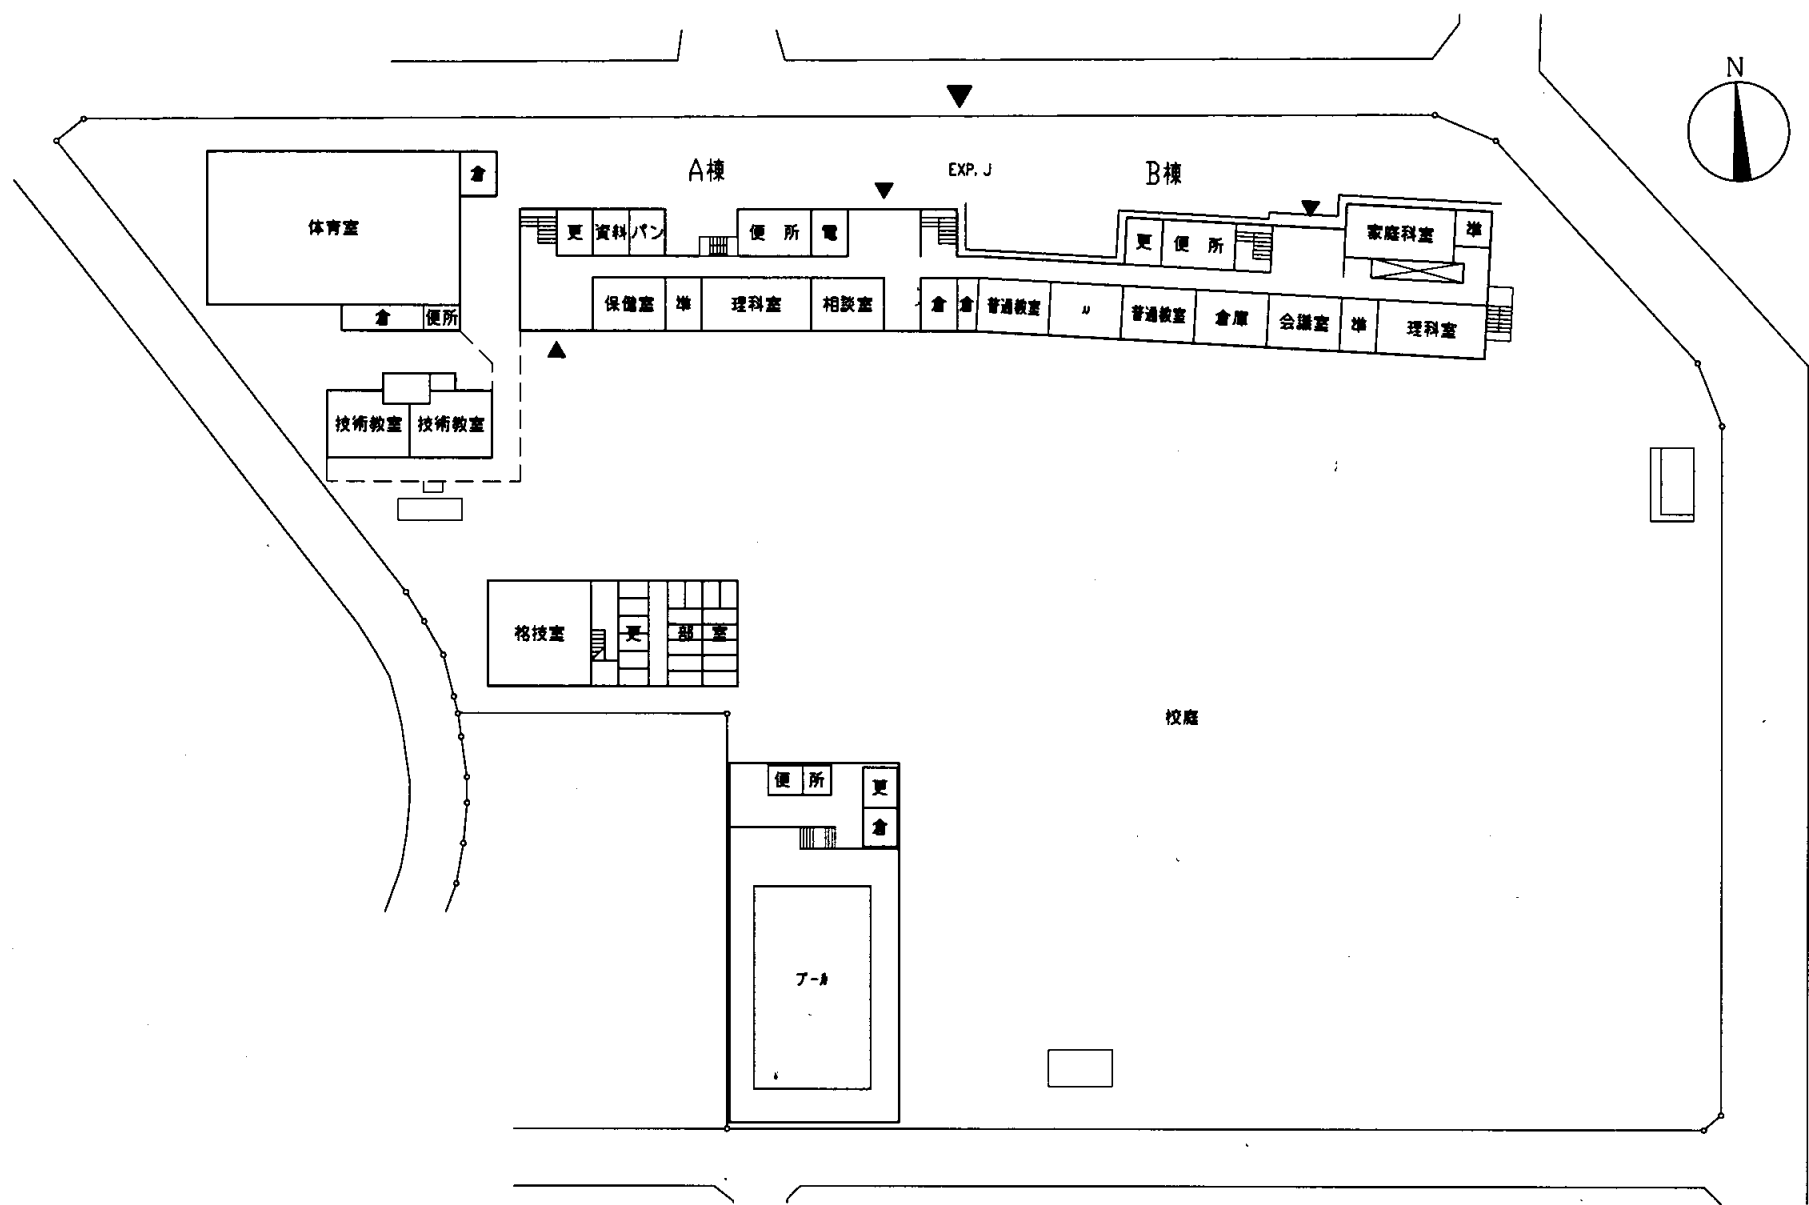 N
A棟
EXP. J
B棟
倉
体育室
更
資料
パン
便 所
電
更
便 所
家庭科室
準
倉
便所
保健室
準
理科室
相談室
倉
倉
普通教室
〃
普通教室
倉庫
会議室
準
理科室
技術教室
技術教室
格技室
更
部 室
校庭
便 所
更
倉
プール